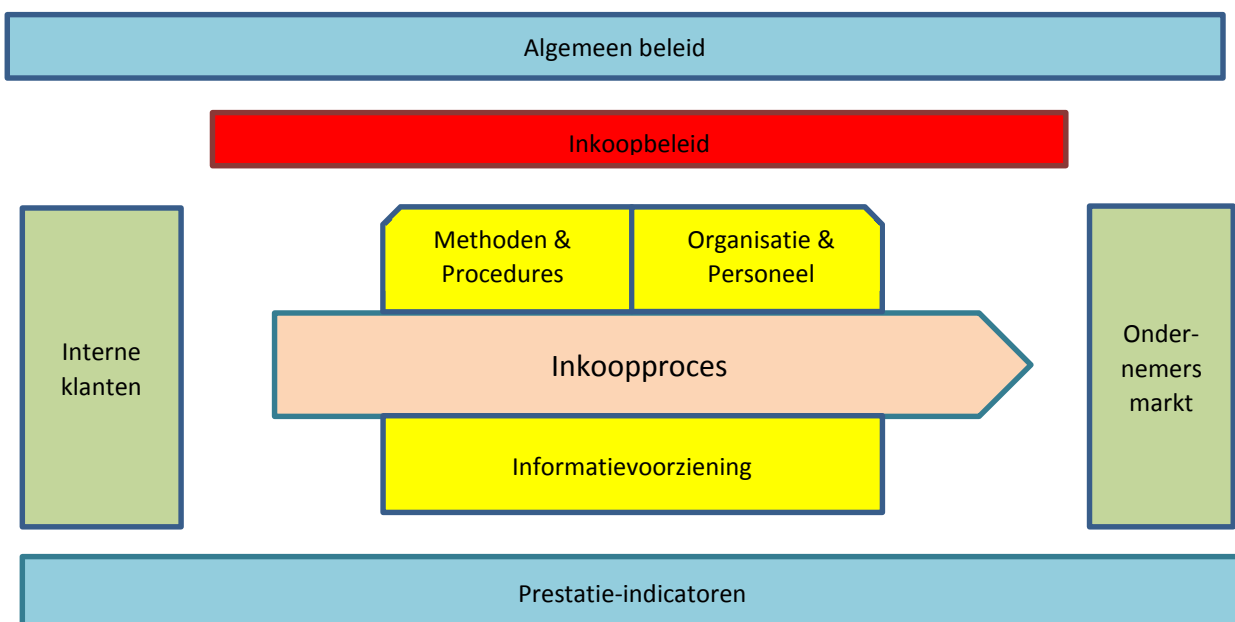 Algemeen beleid
Inkoopbeleid
Methoden &
Procedures
Organisatie &
Personeel
Interne
klanten
Inkoopproces
Onder-
nemers
markt
Informatievoorziening
Prestatie-indicatoren